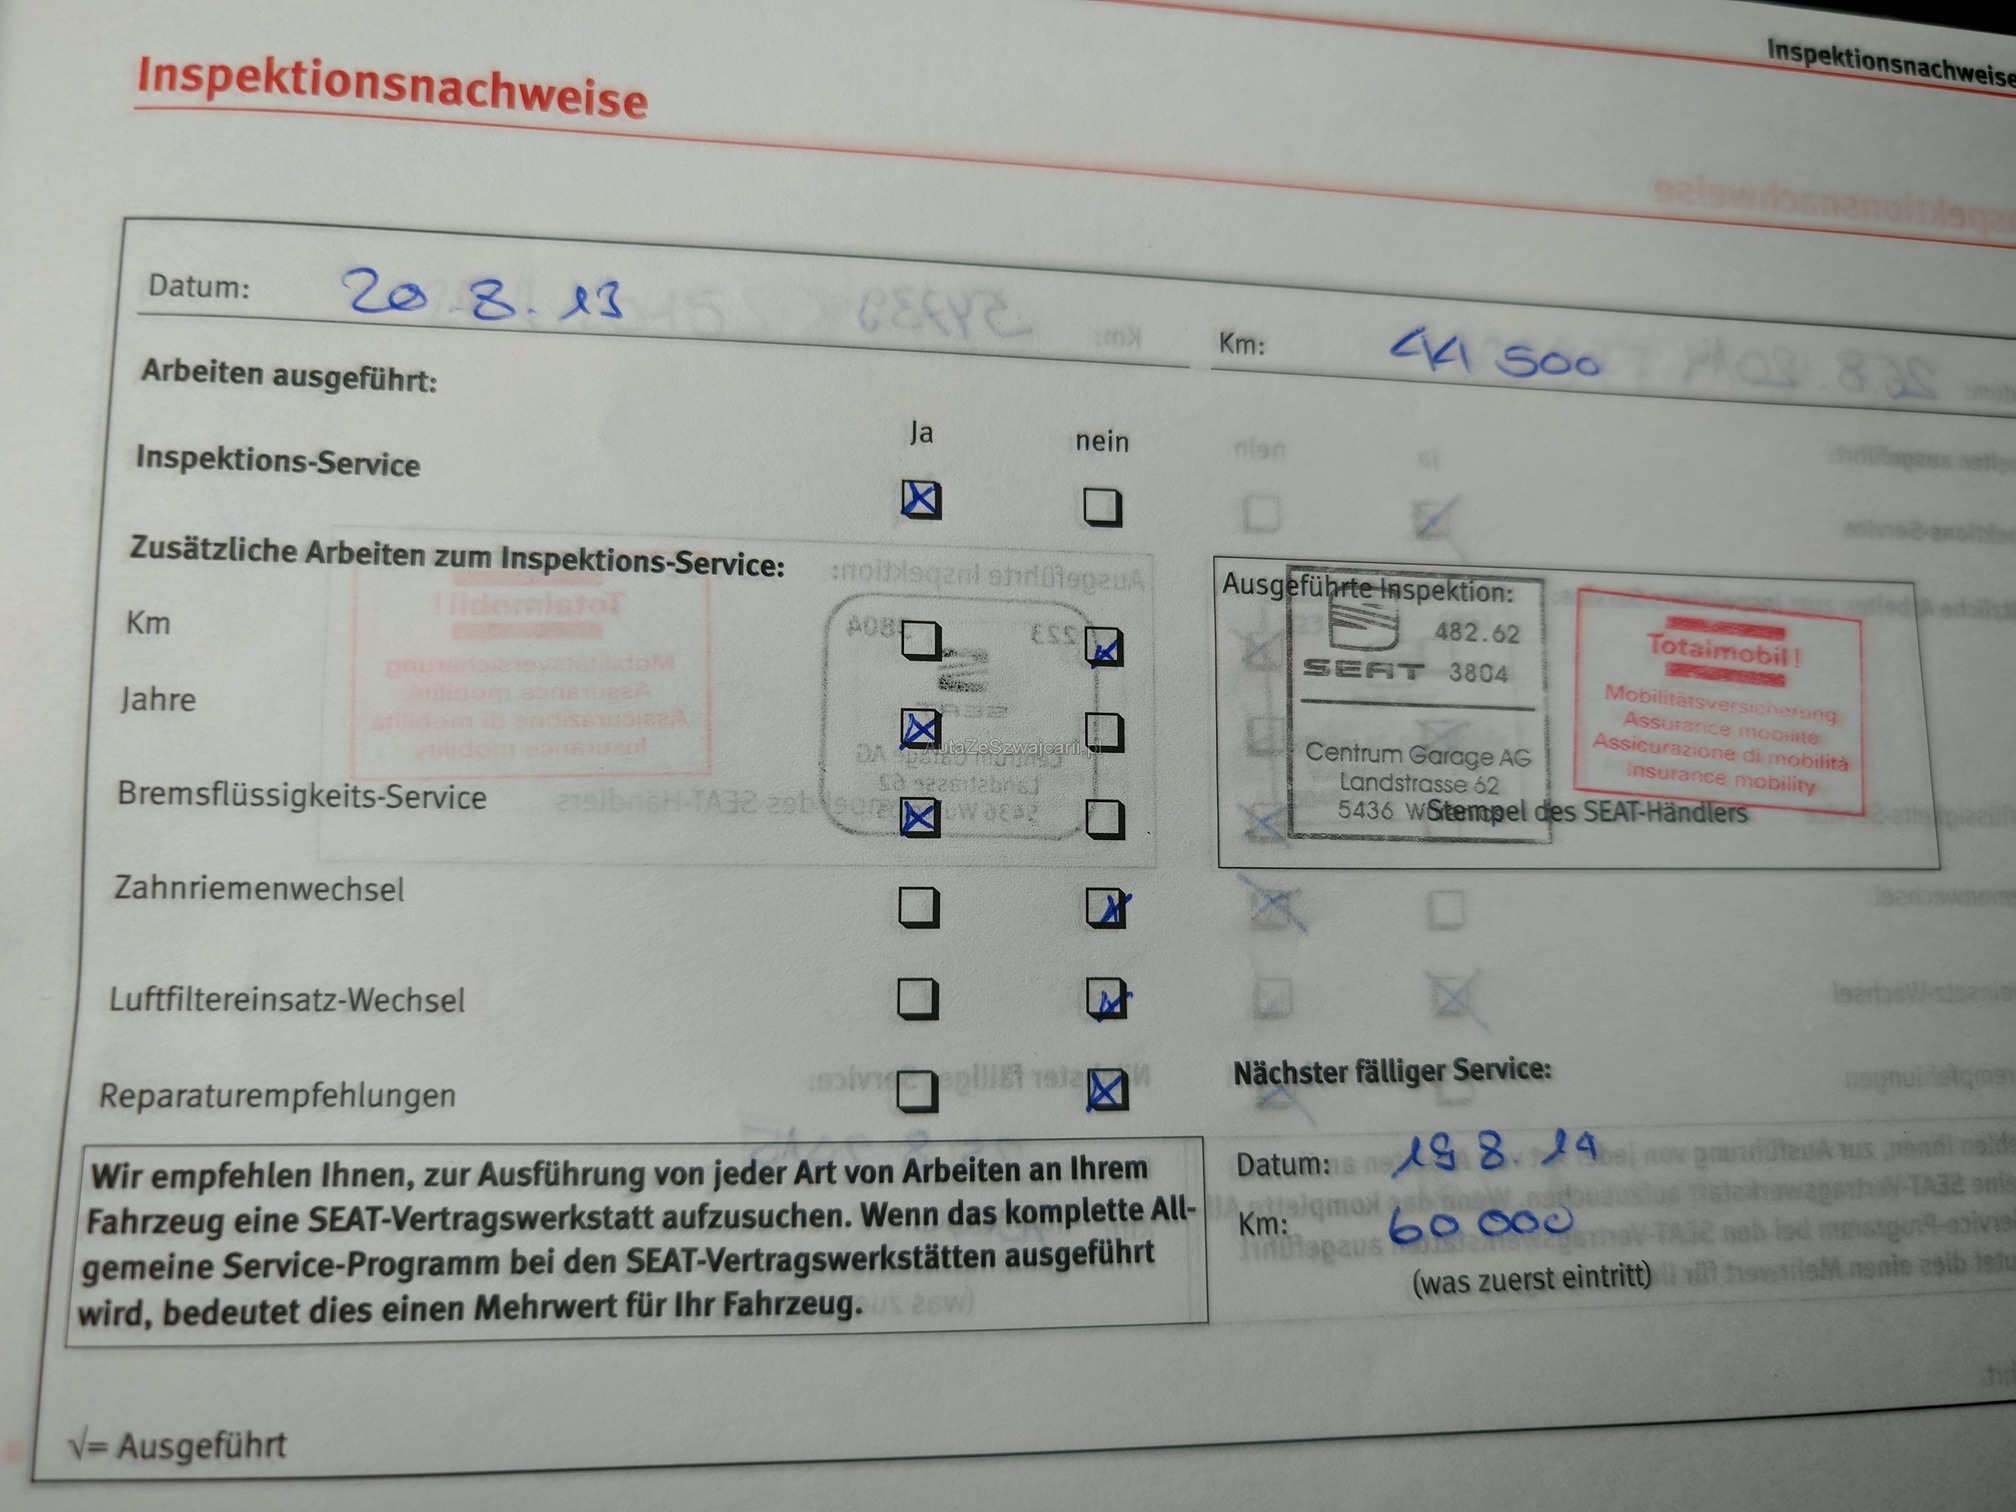 Inspektionsnachweise
Inspektionsnachweise
Datum: 20.8.13
Km: 44 500
Arbeiten ausgeführt:
Ja nein
Inspektions-Service
Zusätzliche Arbeiten zum Inspektions-Service:
Km
Jahre
Bremsflüssigkeits-Service
Zahnriemenwechsel
Luftfiltereinsatz-Wechsel
Reparaturempfehlungen
Ausgeführte Inspektion:
482.62
SEAT 3804
Centrum Garage AG
Landstrasse 62
5436
Stempel des SEAT-Händlers
Totalmobil!
Mobilitätsversicherung
Assurance mobilité
Assicurazione di mobilità
Insurance mobility
AutaZeSzwajcarii.pl
Nächster fälliger Service:
Datum: 19 8. 14
Km: 60 000
(was zuerst eintritt)
Wir empfehlen Ihnen, zur Ausführung von jeder Art von Arbeiten an Ihrem
Fahrzeug eine SEAT-Vertragswerkstatt aufzusuchen. Wenn das komplette All-
gemeine Service-Programm bei den SEAT-Vertragswerkstätten ausgeführt
wird, bedeutet dies einen Mehrwert für Ihr Fahrzeug.
√= Ausgeführt